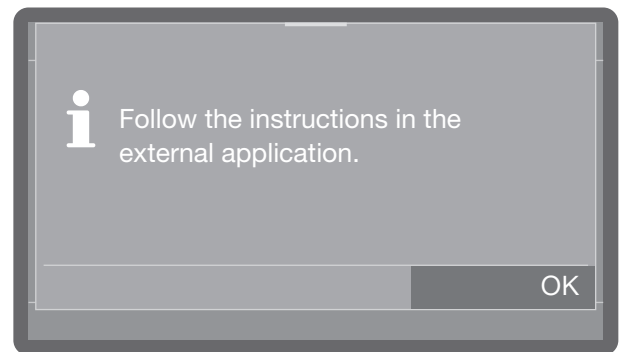 Follow the instructions in the
external application.
OK